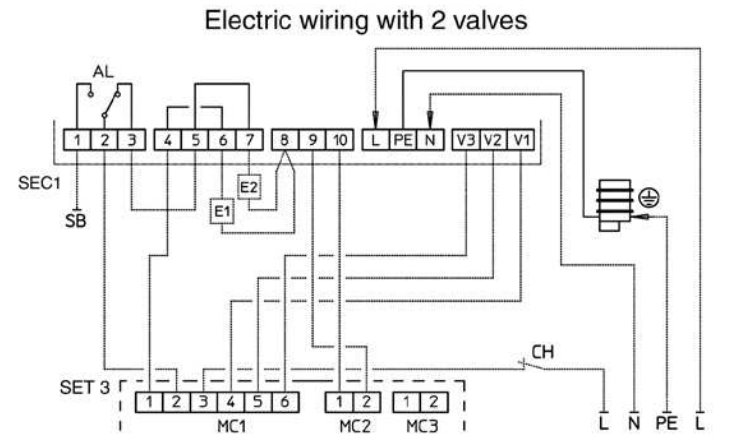 Electric wiring with 2 valves
AL
1 2 3 4 5 6 7 8 9 10 L PE N V3 V2 V1
SEC1
E2
E1
SB
CH
SET 3
L N PE L
1 2 3 4 5 6 1 2 1 2
MC1 MC2 MC3